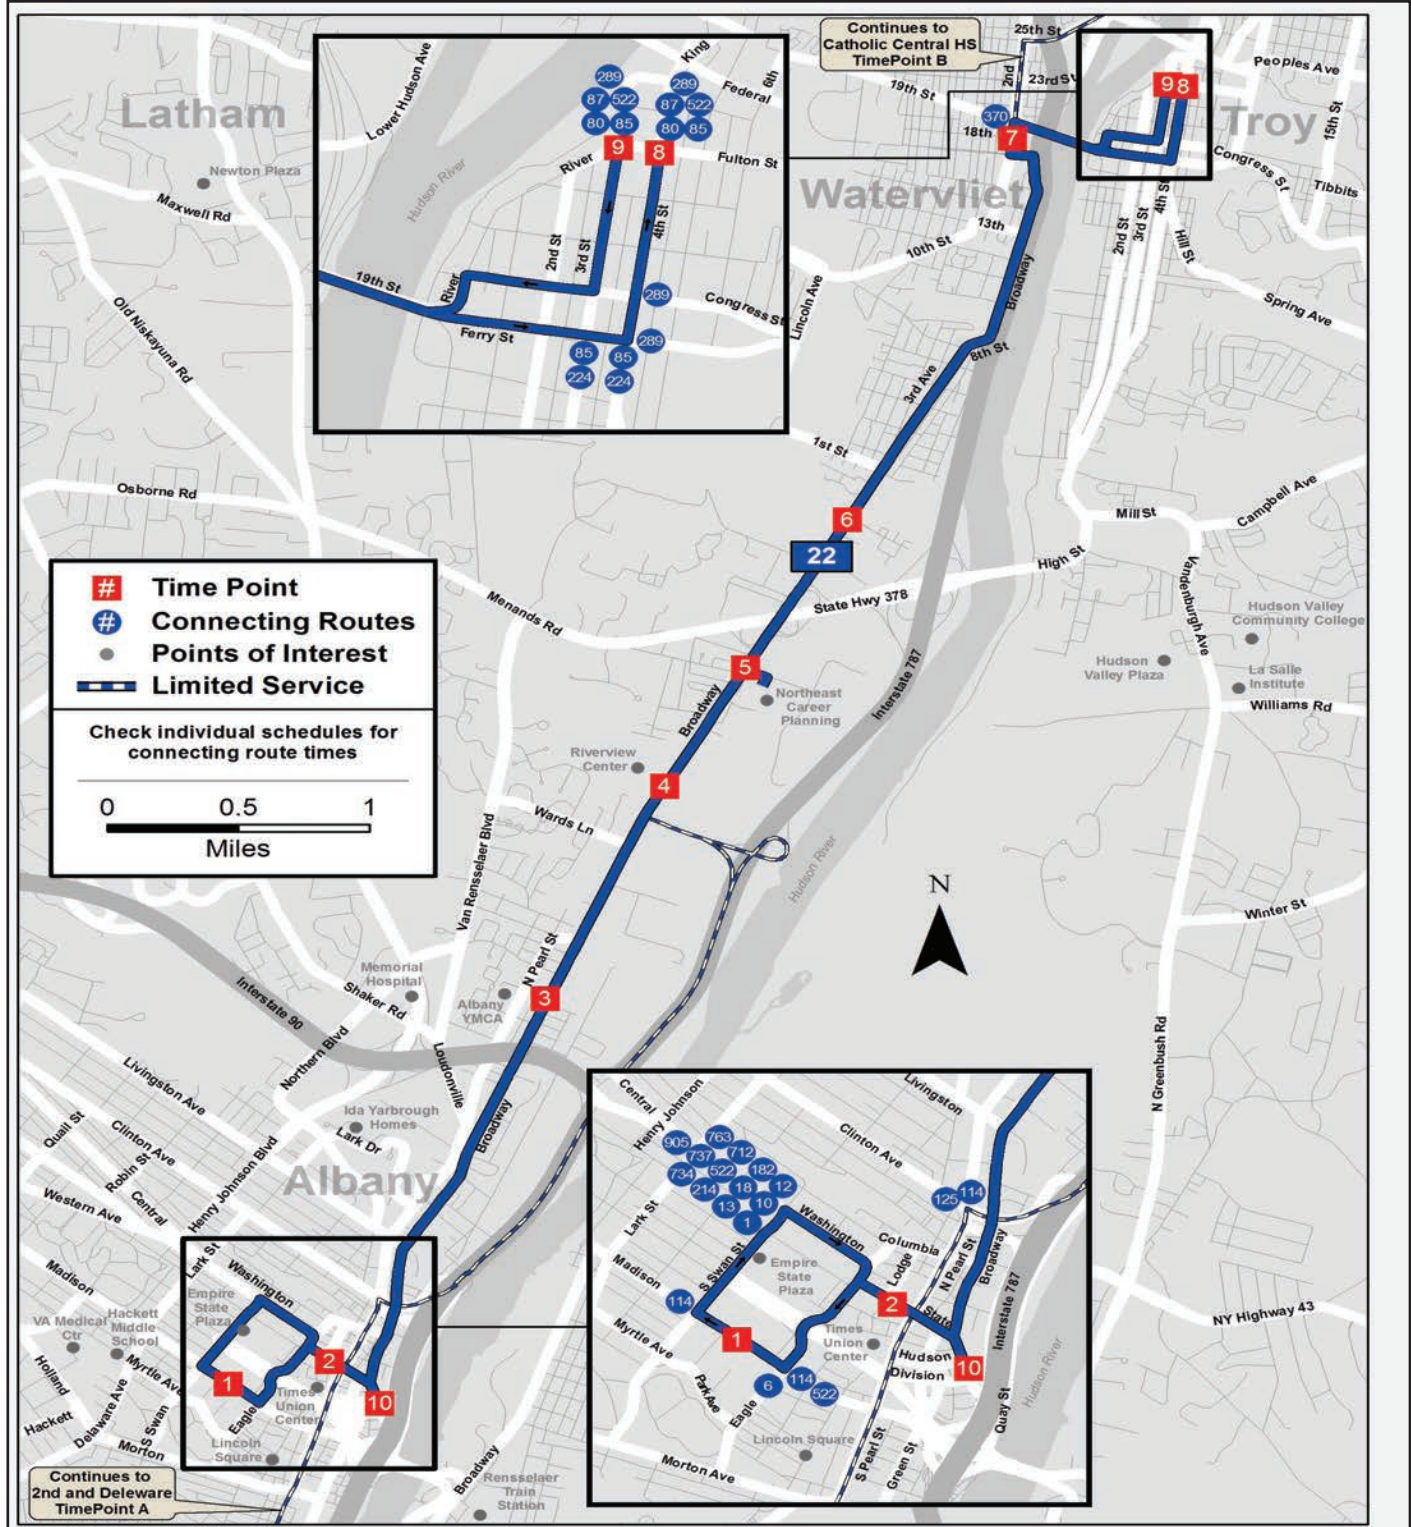 Continues to
Catholic Central HS
TimePoint B
25th St
2nd
23rd St
19th St
370
18th
7
9
8
Peoples Ave
15th St
Troy
Congress St
Tibbits
Latham
Newton Plaza
Maxwell Rd
Lower Hudson Ave
Hudson River
King
6th
Federal
289
87
522
80
85
289
87
522
80
85
9
8
River
Fulton St
4th St
2nd St
3rd St
19th St
River
289
Congress St
Ferry St
289
85
85
224
224
Watervliet
13th
10th St
Broadway
Lincoln Ave
2nd St
3rd St
4th St
Hill St
Spring Ave
8th St
3rd Ave
1st St
Old Niskayuna Rd
Osborne Rd
6
22
Mill St
Campbell Ave
High St
State Hwy 378
Vandenburgh Ave
Menands Rd
Hudson Valley
Community College
Hudson
Valley Plaza
La Salle
Institute
Williams Rd
# Time Point
# Connecting Routes
Points of Interest
Limited Service
Check individual schedules for
connecting route times
0 0.5 1
Miles
5
Northeast
Career
Planning
Broadway
Interstate 787
Riverview
Center
4
Wards Ln
Van Rensselaer Blvd
Hudson River
N
Winter St
N Pearl St
Memorial
Hospital
Shaker Rd
Albany
YMCA
3
Interstate 90
Northern Blvd
Loudonville
N Greenbush Rd
Livingston Ave
Quail St
Clinton Ave
Robin St
Ida Yarbrough
Homes
Lark Dr
Broadway
Albany
Henry Johnson Blvd
Western Ave
Central
Lark St
Washington
Madison
Empire
State
Plaza
VA Medical
Ctr
Hackett
Middle
School
Holland
Myrtle Ave
Delaware Ave
S Swan
Hackett
Morton
1
2
10
Times
Union
Center
Eagle
Lincoln
Square
Continues to
2nd and Deleware
TimePoint A
Broadway
Rensselaer
Train
Station
NY Highway 43
Central
Henry Johnson
Livingston
Clinton Ave
905
763
737
712
734
522
182
214
18
12
13
10
1
125
114
Lark St
Washington
Columbia
Lodge
N Pearl St
Broadway
Interstate 787
Madison
S Swan St
Empire
State
Plaza
114
Myrtle Ave
1
2
State
Times
Union
Center
Hudson
Division
10
Park Ave
Eagle
6
114
522
Quay St
Hudson River
Lincoln Square
Morton Ave
S Pearl St
Green St